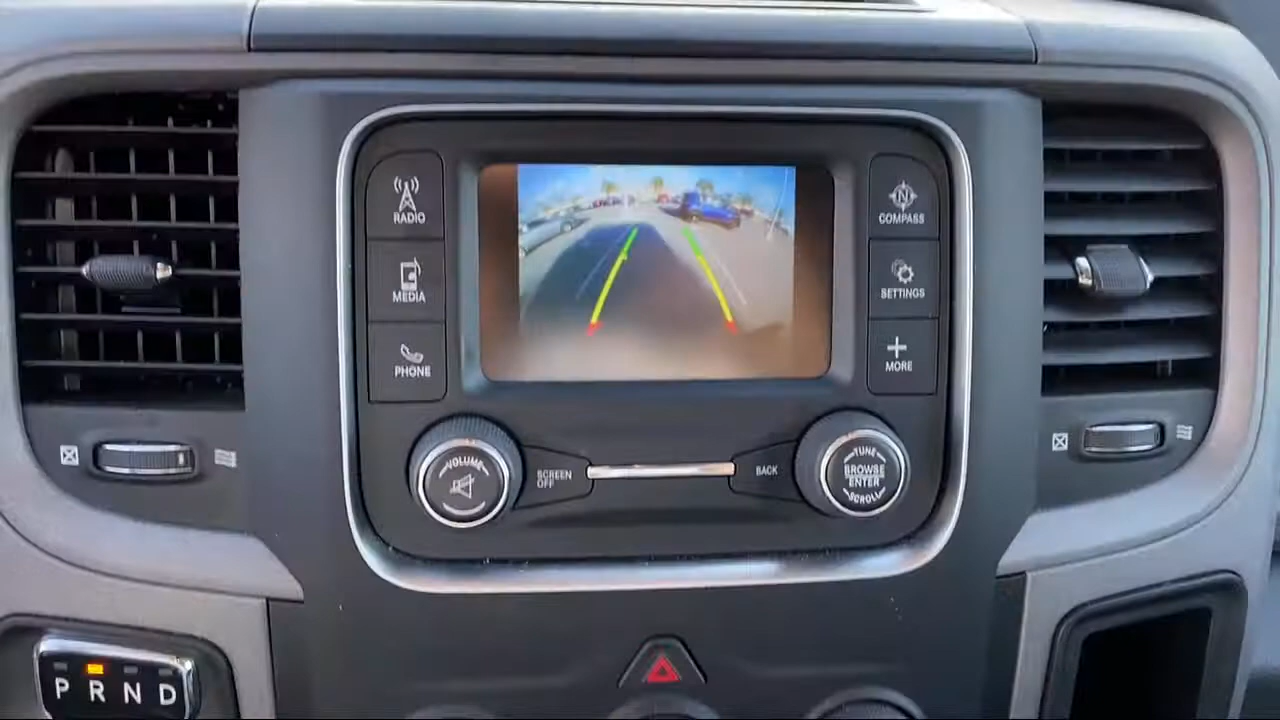 RADIO
MEDIA
PHONE
N
COMPASS
SETTINGS
MORE
VOLUME
SCREEN
OFF
BACK
TUNE
BROWSE
ENTER
SCROLL
P R N D